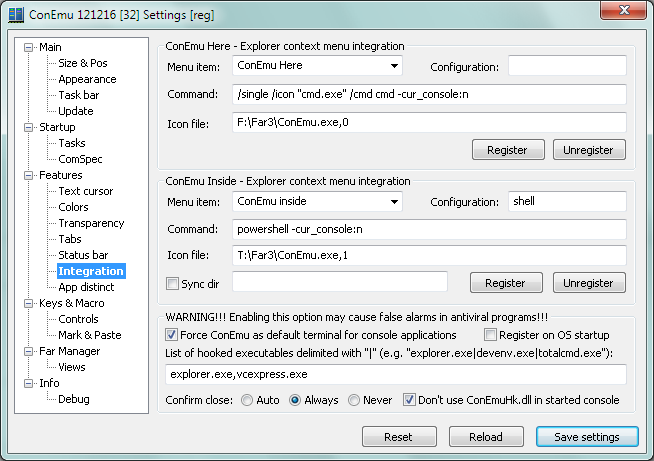 ConEmu 121216 [32] Settings [reg]
Main
Size & Pos
Appearance
Task bar
Update
Startup
Tasks
ComSpec
Features
Text cursor
Colors
Transparency
Tabs
Status bar
Integration
App distinct
Keys & Macro
Controls
Mark & Paste
Far Manager
Views
Info
Debug
ConEmu Here - Explorer context menu integration
Menu item: ConEmu Here Configuration:
Command: /single /icon "cmd.exe" /cmd cmd -cur_console:n
Icon file: F:\Far3\ConEmu.exe,0
Register Unregister
ConEmu Inside - Explorer context menu integration
Menu item: ConEmu inside Configuration: shell
Command: powershell -cur_console:n
Icon file: T:\Far3\ConEmu.exe,1
Sync dir Register Unregister
WARNING!!! Enabling this option may cause false alarms in antiviral programs!!!
Force ConEmu as default terminal for console applications Register on OS startup
List of hooked executables delimited with "|" (e.g. "explorer.exe|devenv.exe|totalcmd.exe"):
explorer.exe,vcexpress.exe
Confirm close: Auto Always Never Don't use ConEmuHk.dll in started console
Reset Reload Save settings